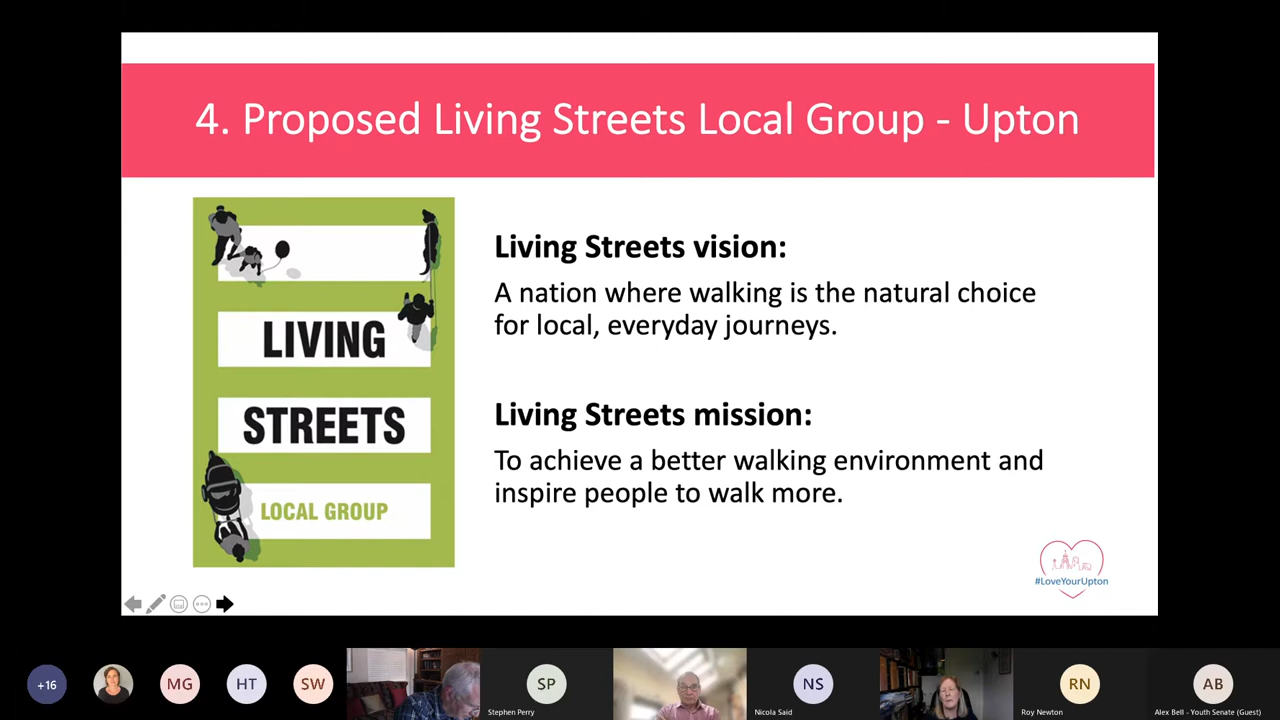 4. Proposed Living Streets Local Group - Upton
LIVING
STREETS
LOCAL GROUP
Living Streets vision:
A nation where walking is the natural choice
for local, everyday journeys.
Living Streets mission:
To achieve a better walking environment and
inspire people to walk more.
#LoveYourUpton
+16
MG
HT
SW
SP
Stephen Perry
NS
Nicola Said
RN
Roy Newton
AB
Alex Bell - Youth Senate (Guest)